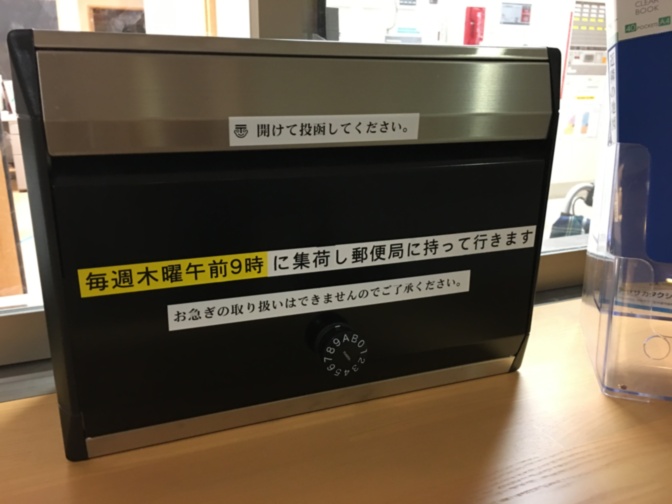 開けて投函してください。
毎週木曜午前9時に集荷し郵便局に持って行きます
お急ぎの取り扱いはできませんのでご了承ください。
CLEAR
BOOK